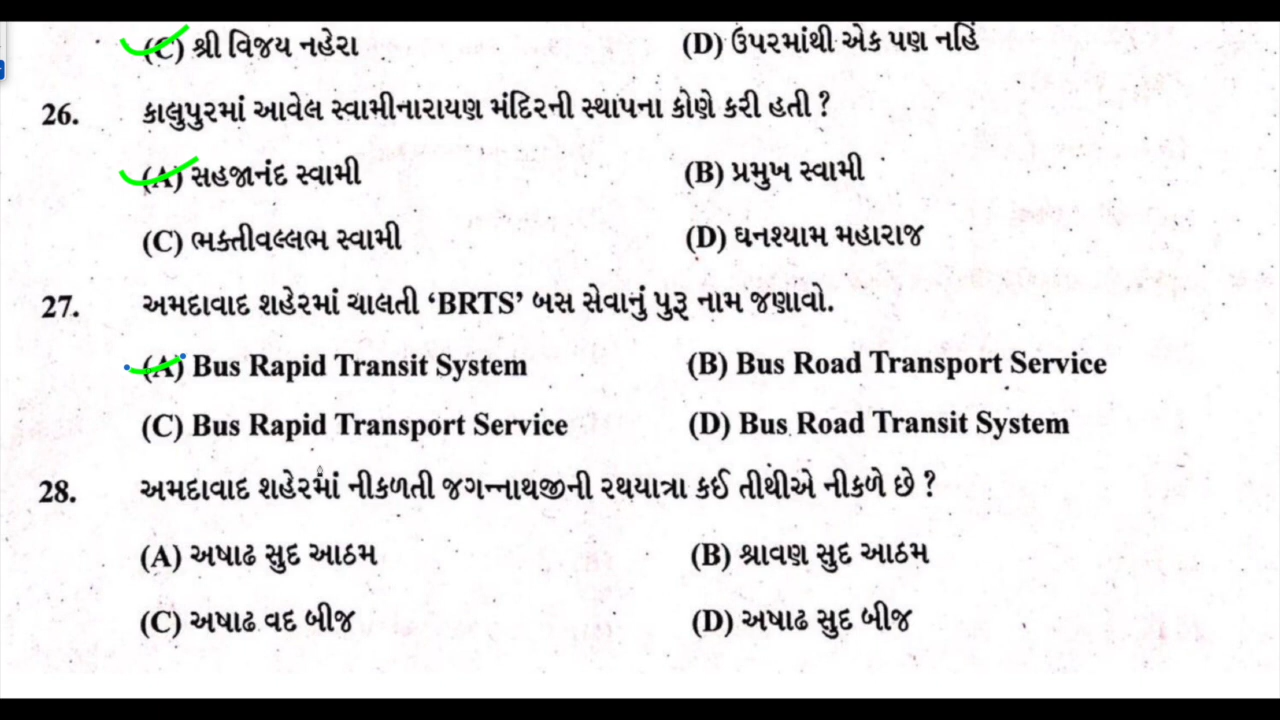 (C) શ્રી વિજય નહેરા (D) ઉપરમાંથી એક પણ નહિં
26. કાલુપુરમાં આવેલ સ્વામીનારાયણ મંદિરની સ્થાપના કોણે કરી હતી ?
(A) સહજાનંદ સ્વામી (B) પ્રમુખ સ્વામી
(C) ભક્તીવલ્લભ સ્વામી (D) ઘનશ્યામ મહારાજ
27. અમદાવાદ શહેરમાં ચાલતી ‘BRTS’ બસ સેવાનું પુરૂ નામ જણાવો.
(A) Bus Rapid Transit System (B) Bus Road Transport Service
(C) Bus Rapid Transport Service (D) Bus Road Transit System
28. અમદાવાદ શહેરમાં નીકળતી જગન્નાથજીની રથયાત્રા કઈ તીથીએ નીકળે છે ?
(A) અષાઢ સુદ આઠમ (B) શ્રાવણ સુદ આઠમ
(C) અષાઢ વદ બીજ (D) અષાઢ સુદ બીજ